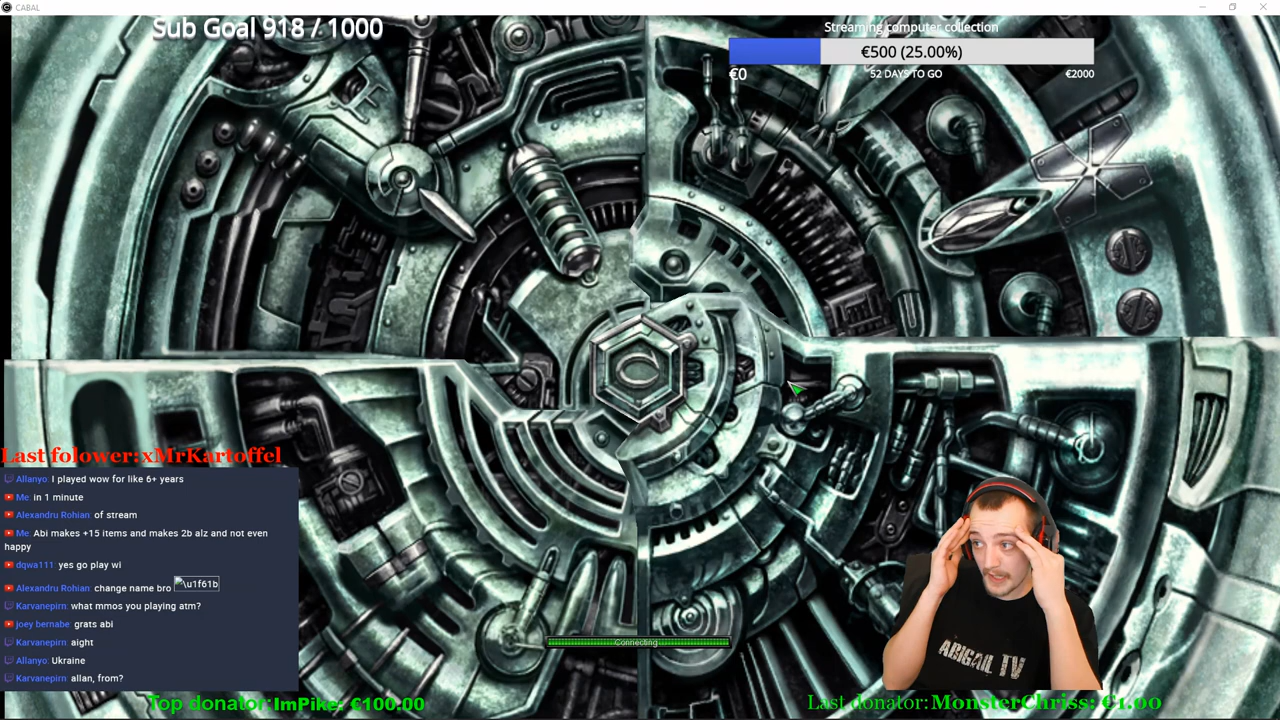 CABAL
Sub Goal 918 / 1000
Streaming computer collection
€500 (25.00%)
€0
52 DAYS TO GO
€2000
Last folower: xMrKartoffel
Allanyo: I played wow for like 6+ years
Me: in 1 minute
Alexandru Rohian: of stream
Me: Abi makes +15 items and makes 2b alz and not even
happy
dqwa111: yes go play wi
Alexandru Rohian: change name bro \u1f61b
Karvanepirn: what mmos you playing atm?
joey bernabe: grats abi
Karvanepirn: aight
Allanyo: Ukraine
Karvanepirn: allan, from?
Connecting
ABIGAIL TV
Top donator: ImPike: €100.00
Last donator: MonsterChriss: €1.00